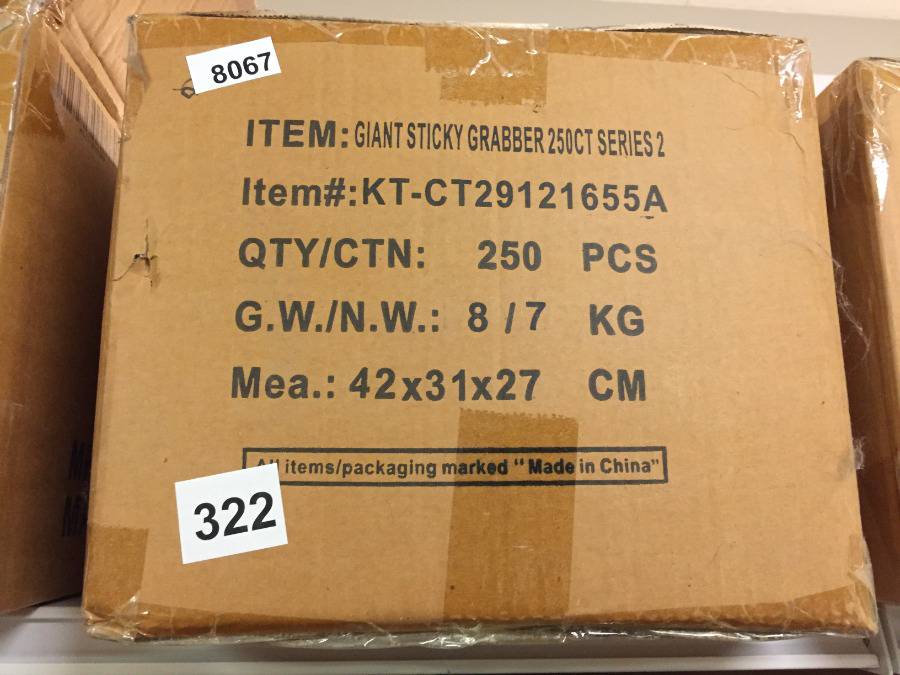 8067
ITEM: GIANT STICKY GRABBER 250CT SERIES 2
Item#:KT-CT29121655A
QTY/CTN: 250 PCS
G.W./N.W.: 8 / 7 KG
Mea.: 42x31x27 CM
All items/packaging marked "Made in China"
322